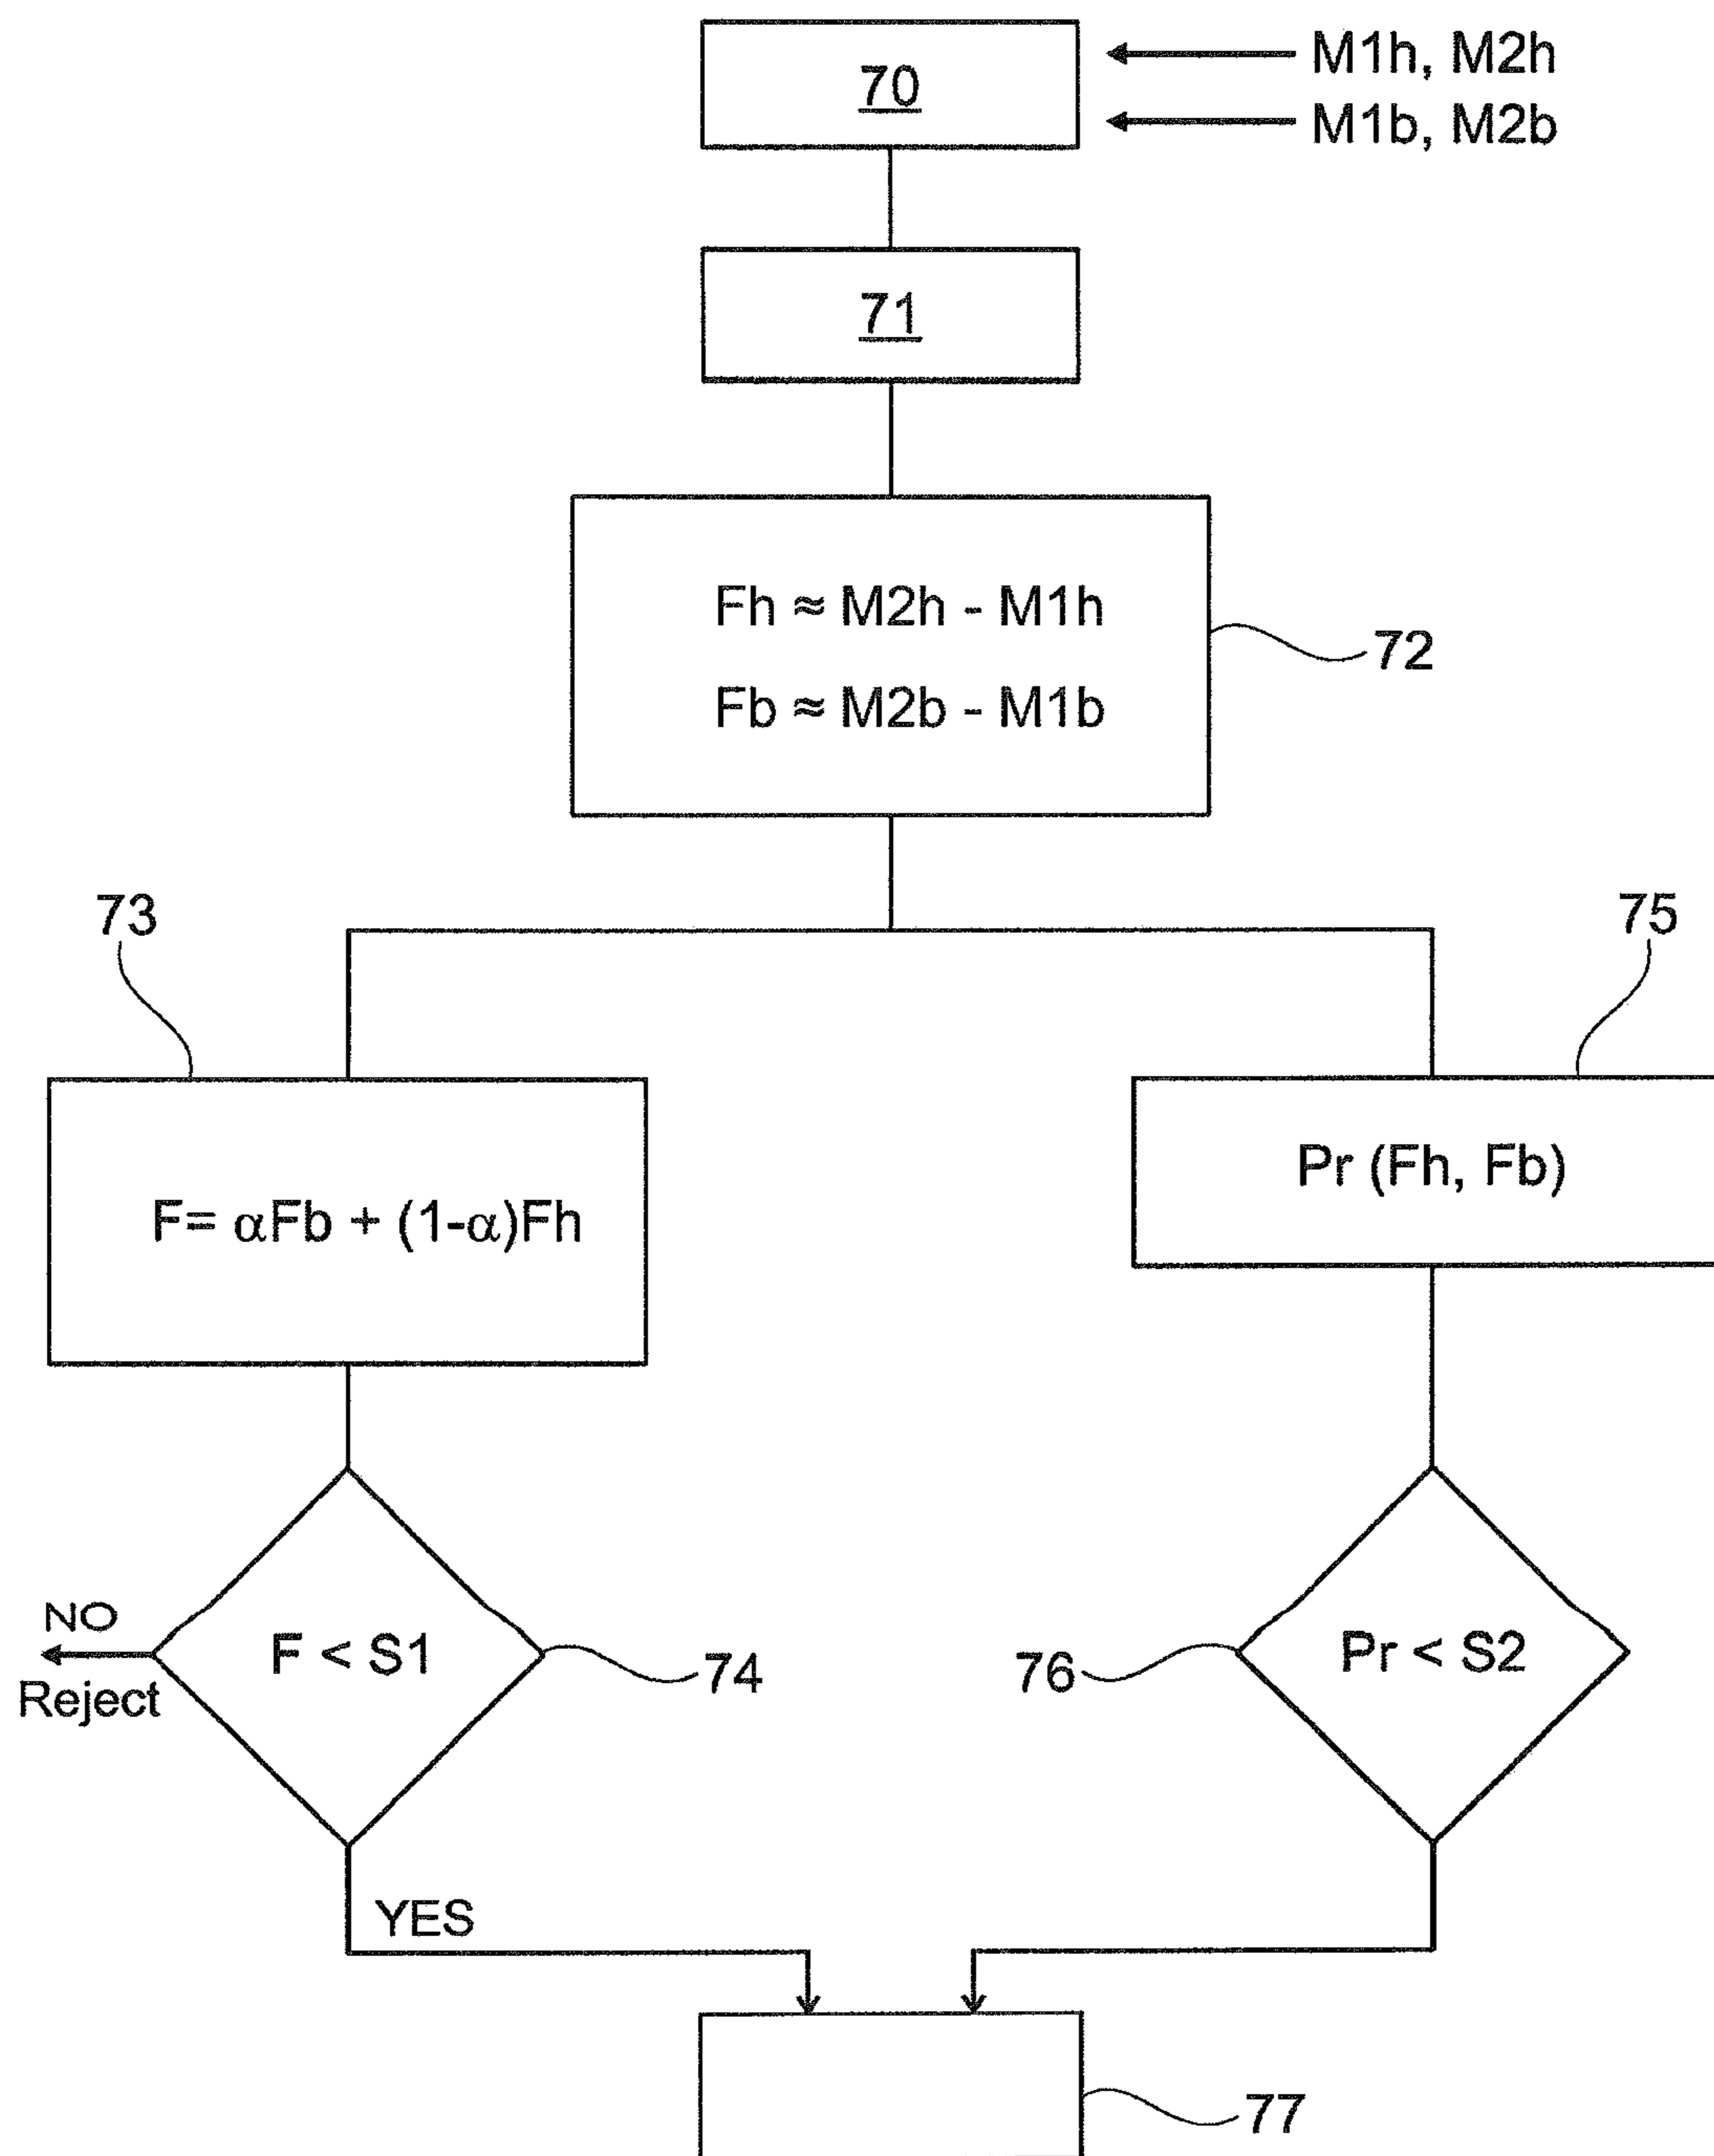 70
M1h, M2h
M1b, M2b
71
Fh ≈ M2h - M1h
Fb ≈ M2b - M1b
72
73
75
F= αFb + (1-α)Fh
Pr (Fh, Fb)
NO
Reject
F < S1
74
76
Pr < S2
YES
77